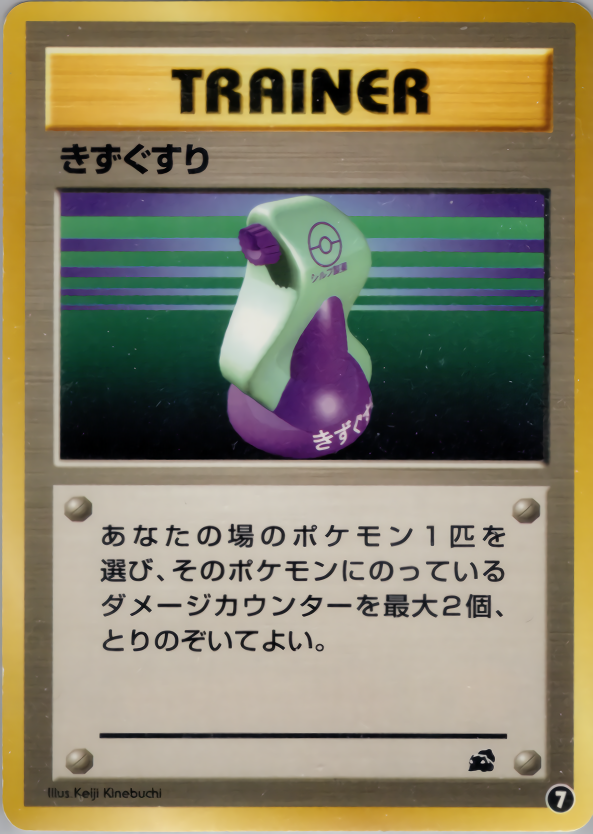 TRAINER
きずぐすり
シルフ製薬
きずぐす
あなたの場のポケモン1匹を
選び、そのポケモンにのっている
ダメージカウンターを最大2個、
とりのぞいてよい。
Illus. Keiji Kinebuchi
7